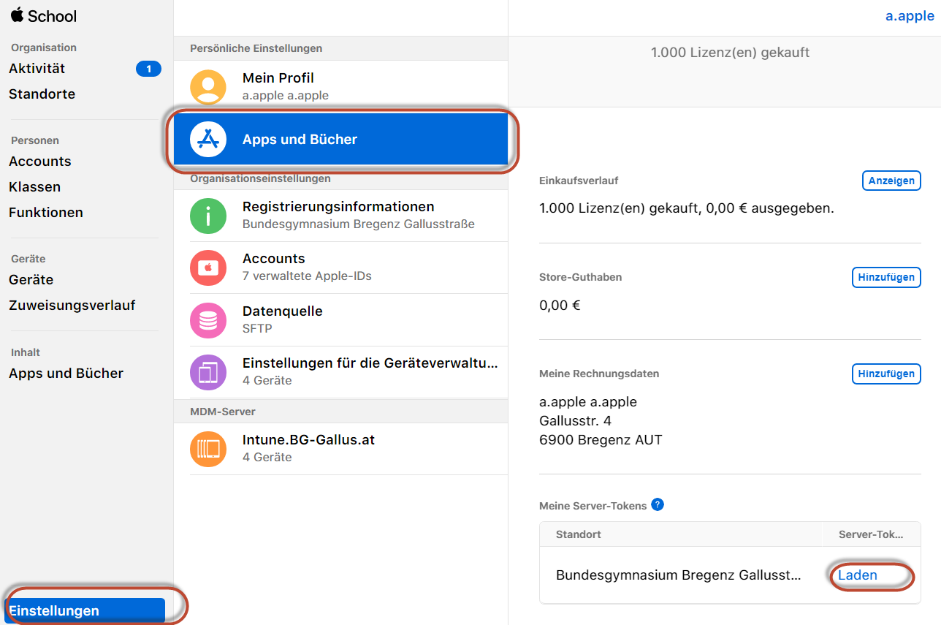 School
Organisation
Aktivität
1
Standorte
Personen
Accounts
Klassen
Funktionen
Geräte
Geräte
Zuweisungsverlauf
Inhalt
Apps und Bücher
Einstellungen
Persönliche Einstellungen
Mein Profil
a.apple a.apple
Apps und Bücher
Organisationseinstellungen
Registrierungsinformationen
Bundesgymnasium Bregenz Gallusstraße
Accounts
7 verwaltete Apple-IDs
Datenquelle
SFTP
Einstellungen für die Geräteverwaltu...
4 Geräte
MDM-Server
Intune.BG-Gallus.at
4 Geräte
a.apple
1.000 Lizenz(en) gekauft
Einkaufsverlauf
Anzeigen
1.000 Lizenz(en) gekauft, 0,00 € ausgegeben.
Store-Guthaben
Hinzufügen
0,00 €
Meine Rechnungsdaten
Hinzufügen
a.apple a.apple
Gallusstr. 4
6900 Bregenz AUT
Meine Server-Tokens ?
Standort Server-Tok...
Bundesgymnasium Bregenz Gallusst... Laden